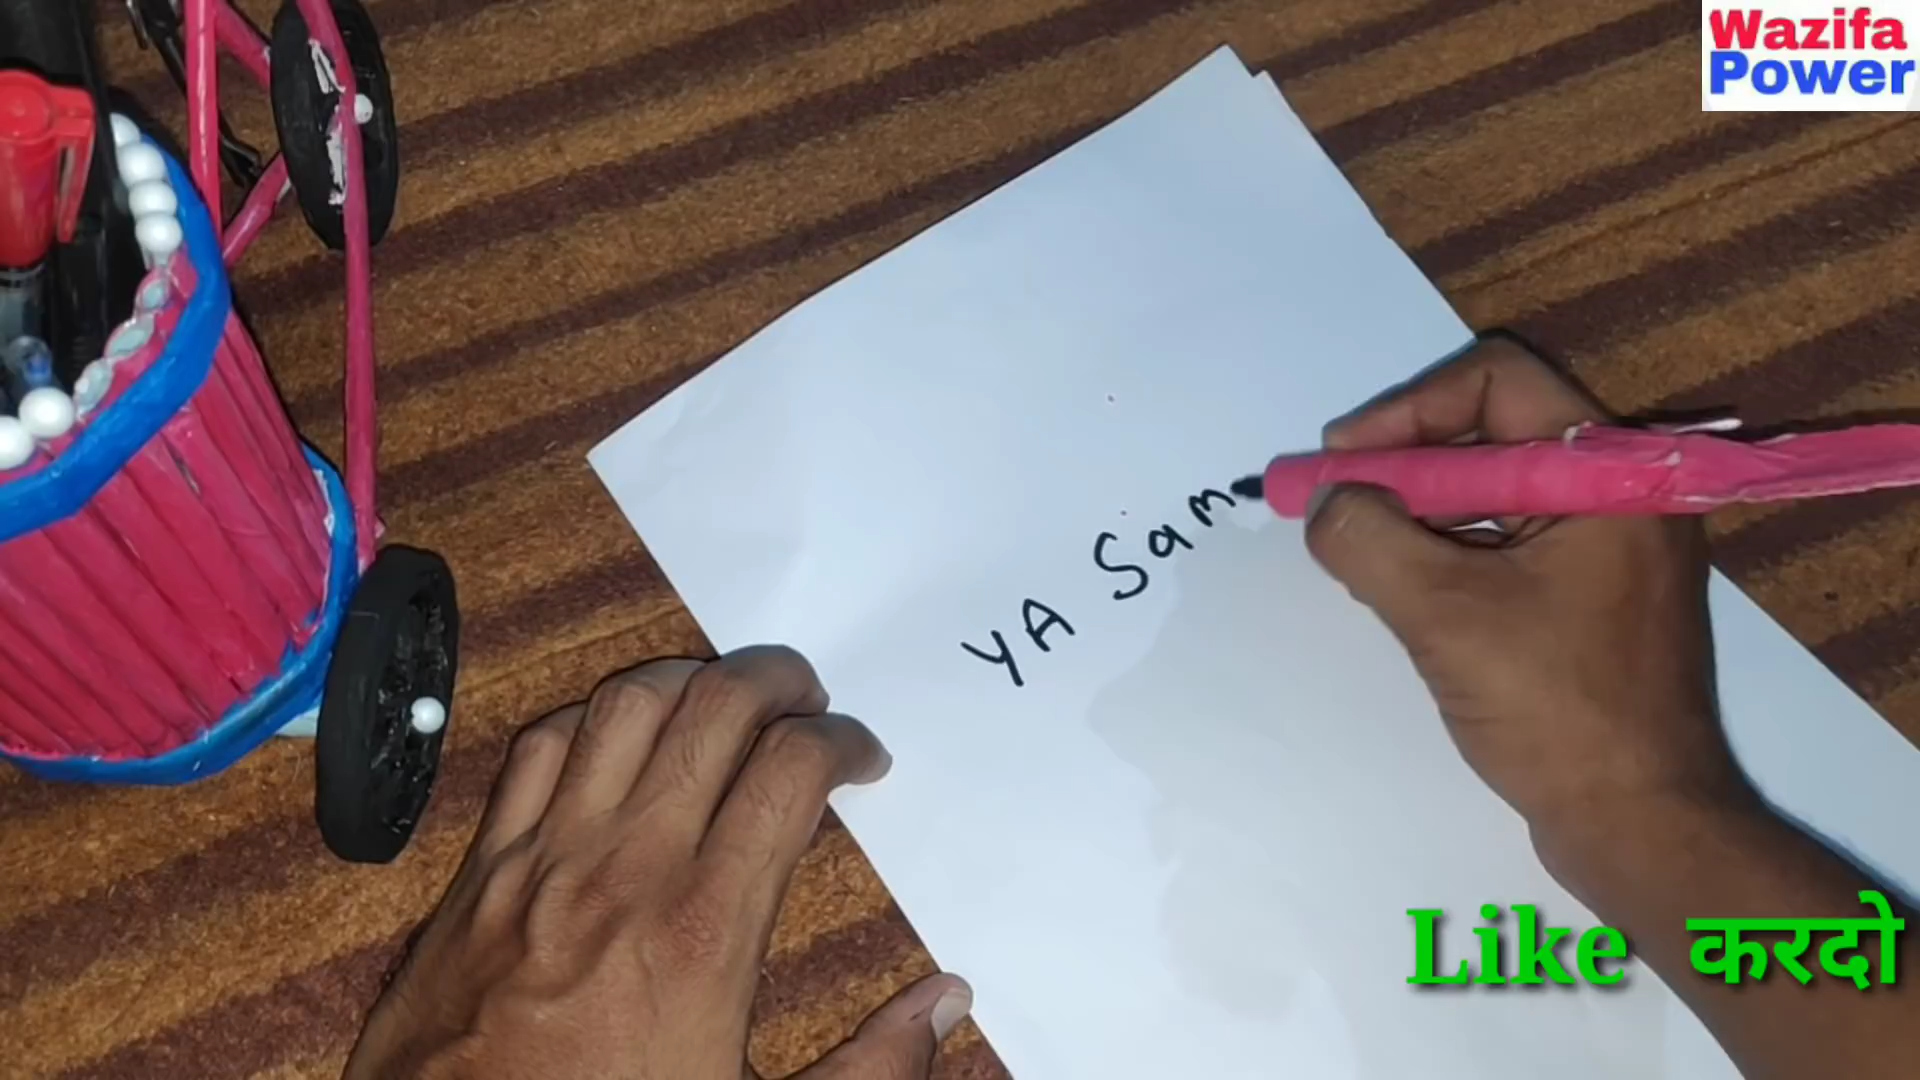 Wazifa
Power
YA Sam
Like करदो